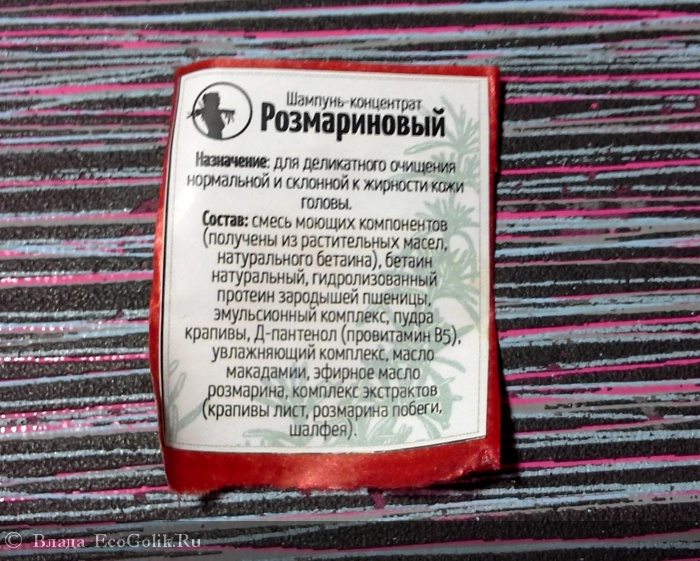 Шампунь-концентрат
Розмариновый
Назначение: для деликатного очищения
нормальной и склонной к жирности кожи
головы.
Состав: смесь моющих компонентов
(получены из растительных масел,
натурального бетаина), бетаин
натуральный, гидролизованный
протеин зародышей пшеницы,
эмульсионный комплекс, пудра
крапивы, Д-пантенол (провитамин В5),
увлажняющий комплекс, масло
макадамии, эфирное масло
розмарина, комплекс экстрактов
(крапивы лист, розмарина побеги,
шалфея).
© Влада EcoGolik.Ru